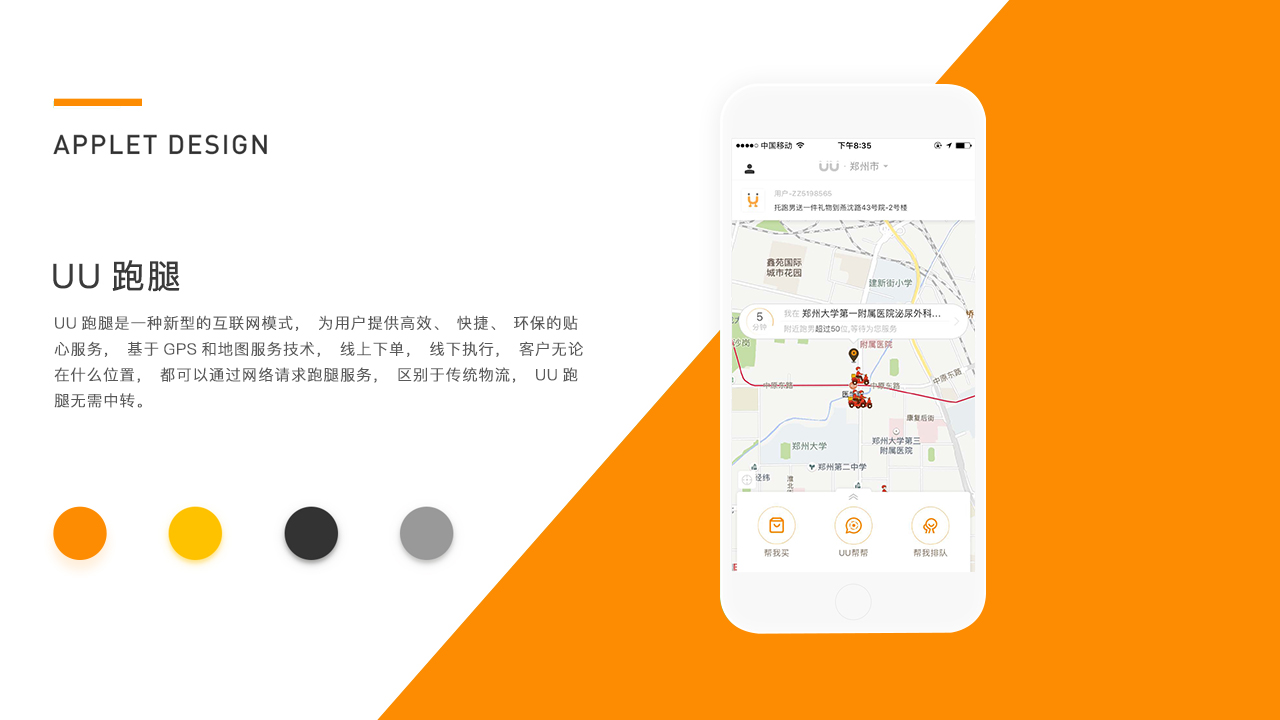 APPLET DESIGN
UU 跑腿
UU 跑腿是一种新型的互联网模式， 为用户提供高效、 快捷、 环保的贴
心服务， 基于 GPS 和地图服务技术， 线上下单， 线下执行， 客户无论
在什么位置， 都可以通过网络请求跑腿服务， 区别于传统物流， UU 跑
腿无需中转。
中国移动 下午8:35
UU · 郑州市
用户-ZZ5198565
托跑男送一件礼物到燕沈路43号院-2号楼
鑫苑国际
城市花园
建新街小学
5 分钟
我在 郑州大学第一附属医院泌尿外科...
附近跑男超过50位,等待为您服务
沙岗
附属医院
中原东路
中原东路
中原东路
康复后街
郑州大学
郑州大学第三
附属医院
郑州第二中学
经纬
淮北
帮我买
UU帮帮
帮我排队